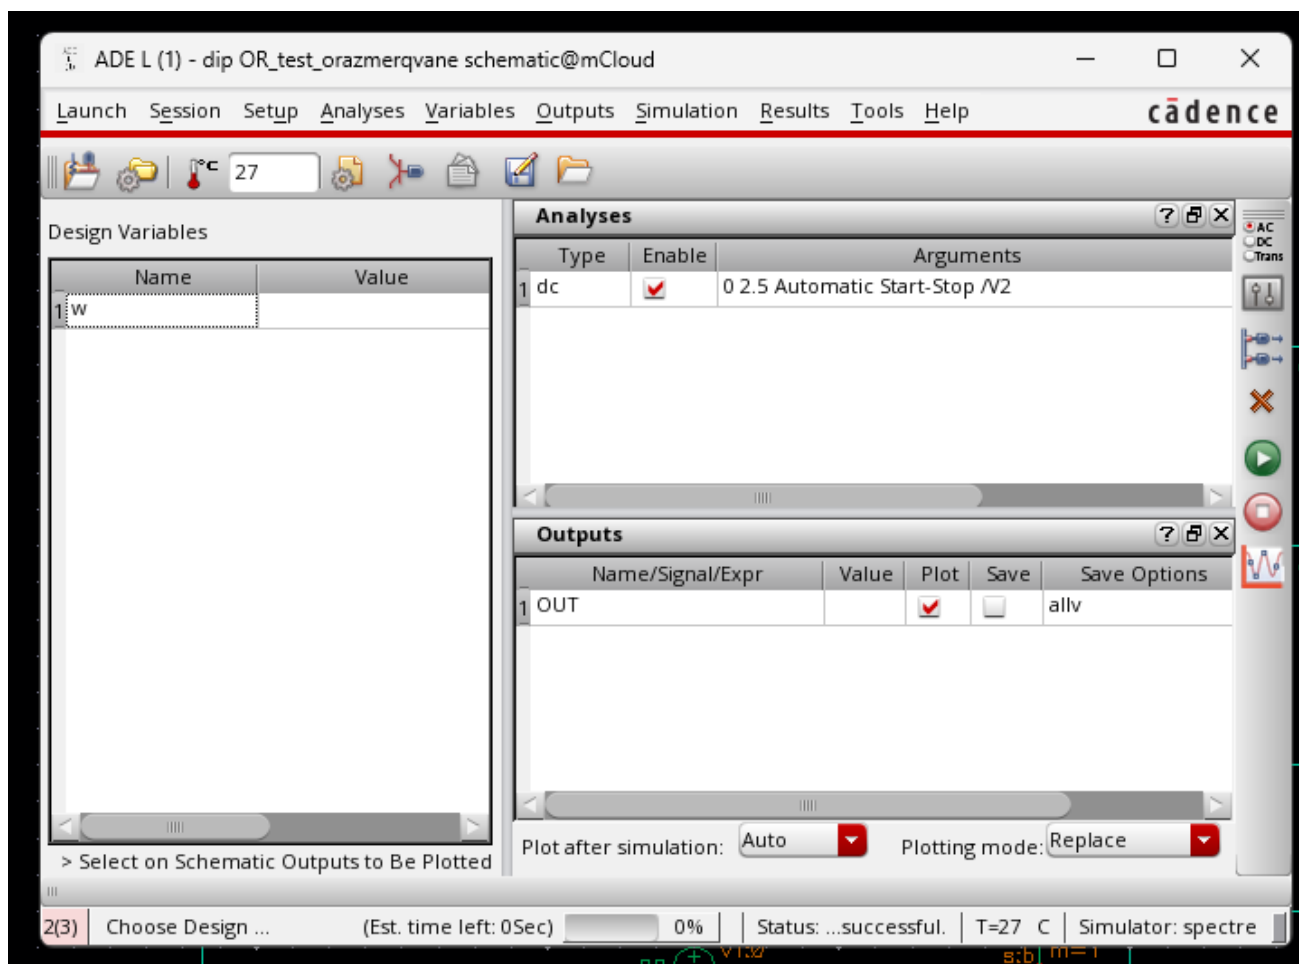 ADE L (1) - dip OR_test_orazmerqvane schematic@mCloud
Launch Session Setup Analyses Variables Outputs Simulation Results Tools Help cādence
°C 27
Design Variables
Name Value
1 w
Analyses
Type Enable Arguments
1 dc 0 2.5 Automatic Start-Stop /V2
AC
DC
Trans
Outputs
Name/Signal/Expr Value Plot Save Save Options
1 OUT allv
Plot after simulation: Auto Plotting mode: Replace
> Select on Schematic Outputs to Be Plotted
2(3) Choose Design ... (Est. time left: 0Sec) 0% Status: ...successful. T=27 C Simulator: spectre
s:b m=1